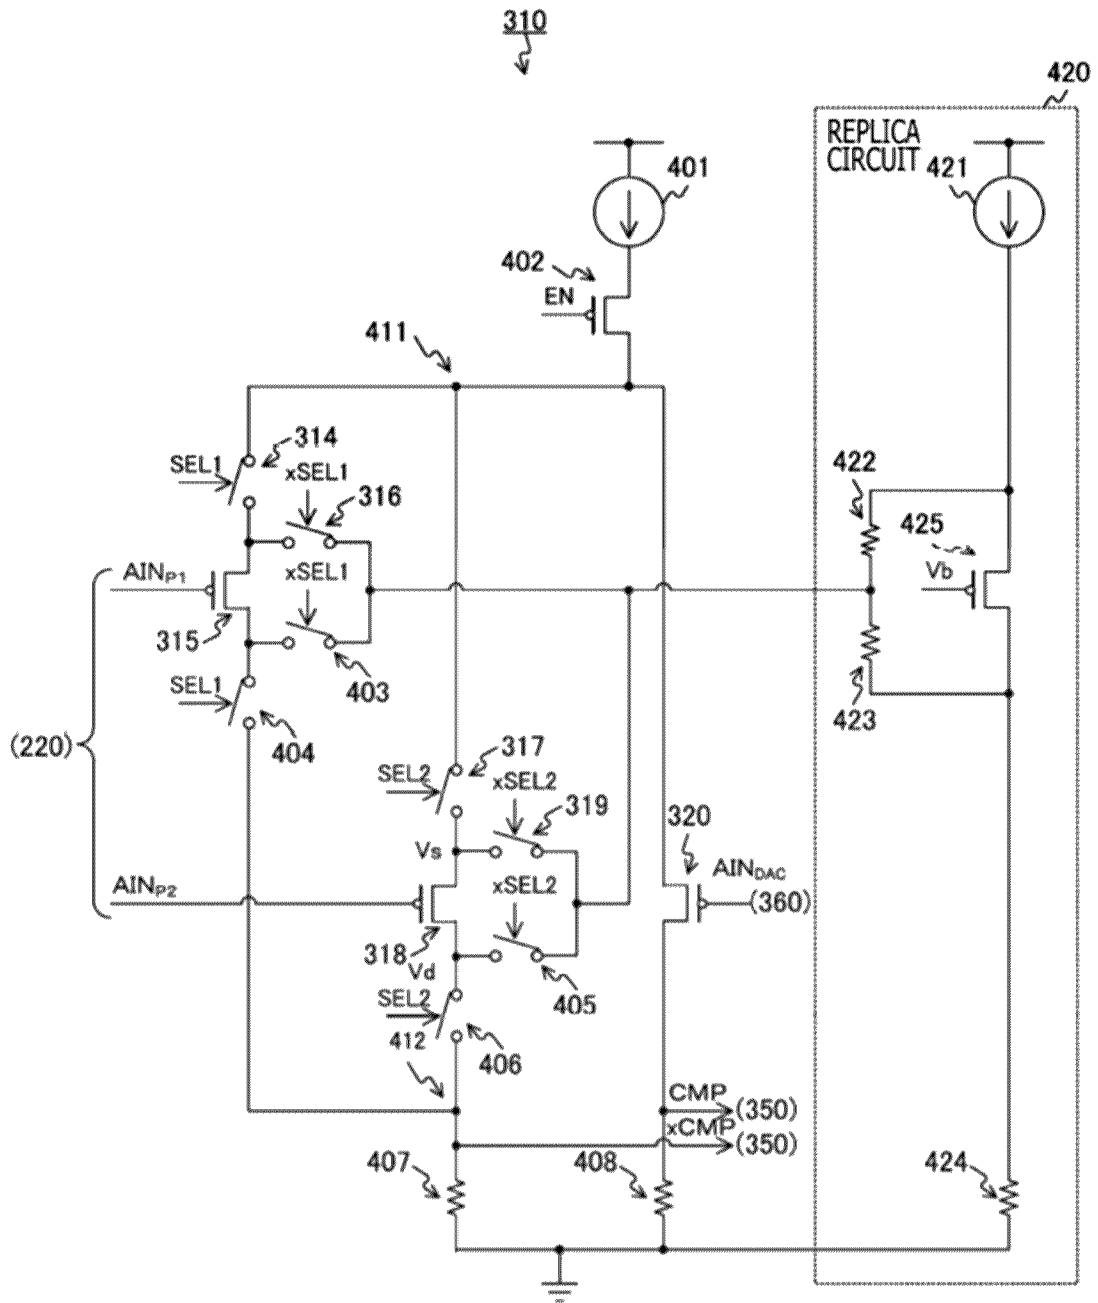 310
420
REPLICA
CIRCUIT
421
401
402
EN
411
314
SEL1
xSEL1
316
422
425
AINP1
xSEL1
Vb
315
SEL1
403
423
(220)
404
317
SEL2
xSEL2
319
320
Vs
AINDAC
AINP2
xSEL2
(360)
318
Vd
SEL2
405
412
406
CMP
(350)
xCMP
(350)
407
408
424